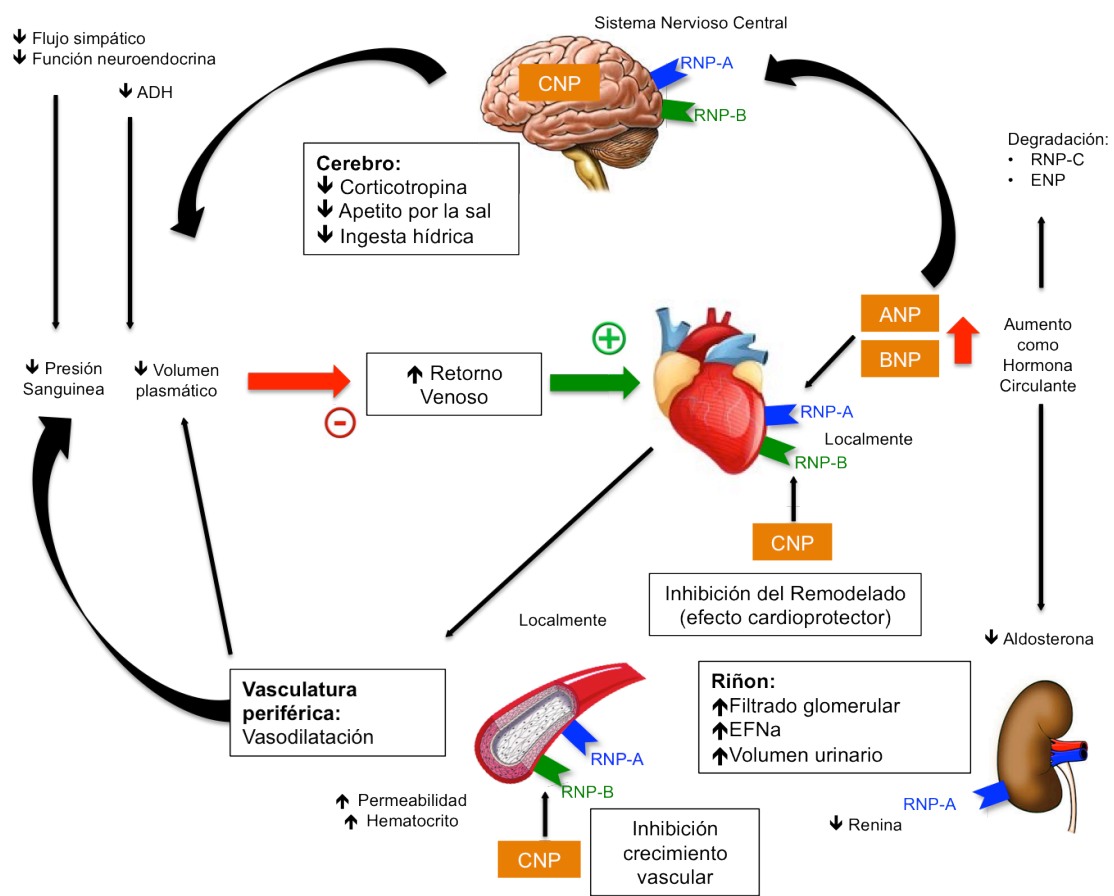 Sistema Nervioso Central
↓ Flujo simpático
↓ Función neuroendocrina
↓ ADH
CNP
RNP-A
RNP-B
Cerebro:
↓ Corticotropina
↓ Apetito por la sal
↓ Ingesta hídrica
Degradación:
• RNP-C
• ENP
ANP
BNP
Aumento
como
Hormona
Circulante
↓ Presión
Sanguinea
↓ Volumen
plasmático
-
↑ Retorno
Venoso
+
RNP-A
Localmente
RNP-B
CNP
Inhibición del Remodelado
(efecto cardioprotector)
Localmente
↓ Aldosterona
Vasculatura
periférica:
Vasodilatación
RNP-A
RNP-B
↑ Permeabilidad
↑ Hematocrito
CNP
Inhibición
crecimiento
vascular
Riñon:
↑Filtrado glomerular
↑EFNa
↑Volumen urinario
RNP-A
↓ Renina